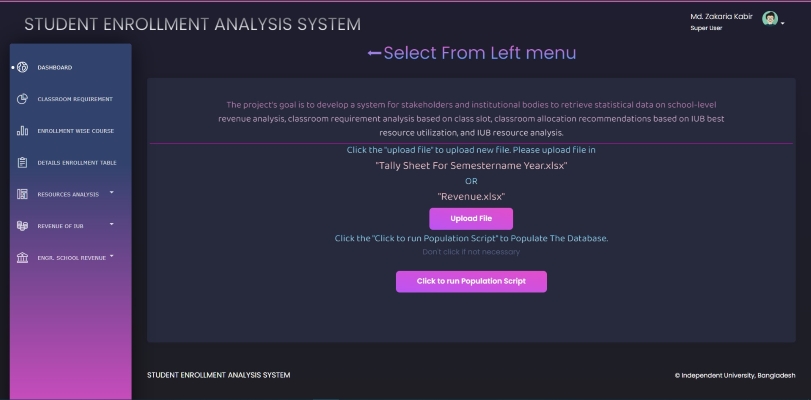 STUDENT ENROLLMENT ANALYSIS SYSTEM
Md. Zakaria Kabir
Super User
←Select From Left menu
DASHBOARD
CLASSROOM REQUIREMENT
ENROLLMENT WISE COURSE
DETAILS ENROLLMENT TABLE
RESOURCES ANALYSIS
REVENUE OF IUB
ENGR. SCHOOL REVENUE
The project's goal is to develop a system for stakeholders and institutional bodies to retrieve statistical data on school-level
revenue analysis, classroom requirement analysis based on class slot, classroom allocation recommendations based on IUB best
resource utilization, and IUB resource analysis.
Click the "upload file" to upload new file. Please upload file in
"Tally Sheet For Semestername Year.xlsx"
OR
"Revenue.xlsx"
Upload File
Click the "Click to run Population Script" to Populate The Database.
Don't click if not necessary
Click to run Population Script
STUDENT ENROLLMENT ANALYSIS SYSTEM
© Independent University, Bangladesh